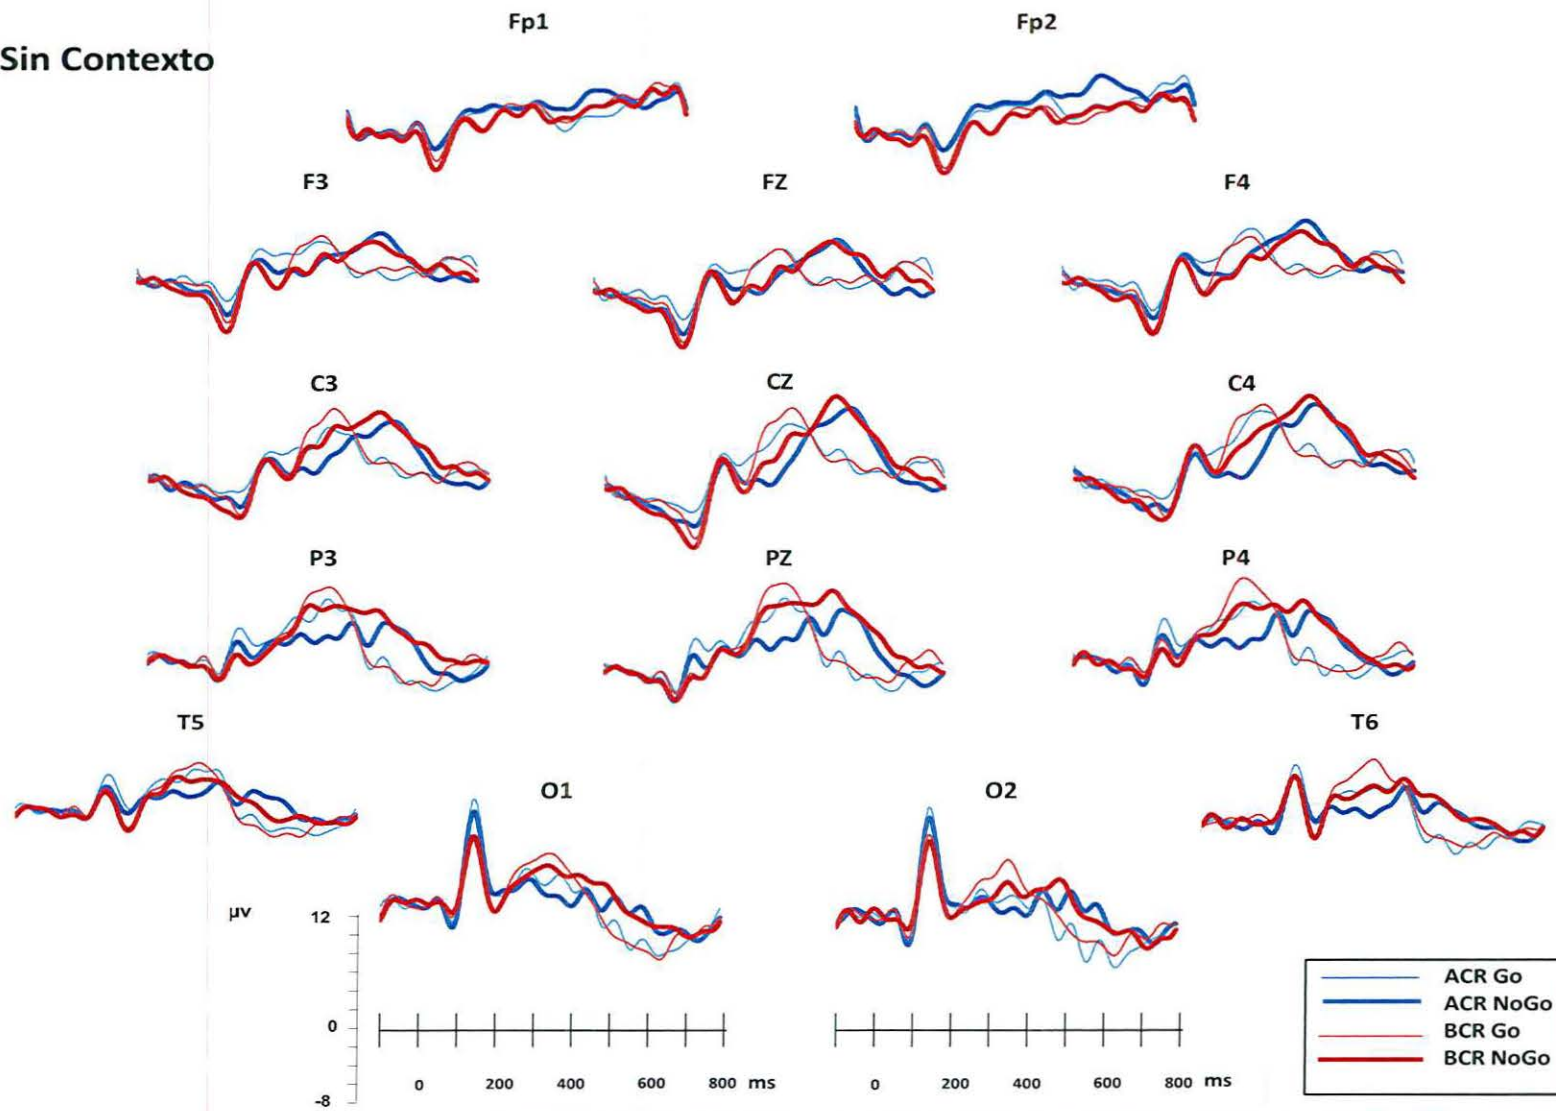 Fp1 Fp2
Sin Contexto
F3 FZ F4
C3 CZ C4
P3 PZ P4
T5 T6
O1 O2
μv 12
0
-8
0 200 400 600 800 ms
0 200 400 600 800 ms
ACR Go
ACR NoGo
BCR Go
BCR NoGo